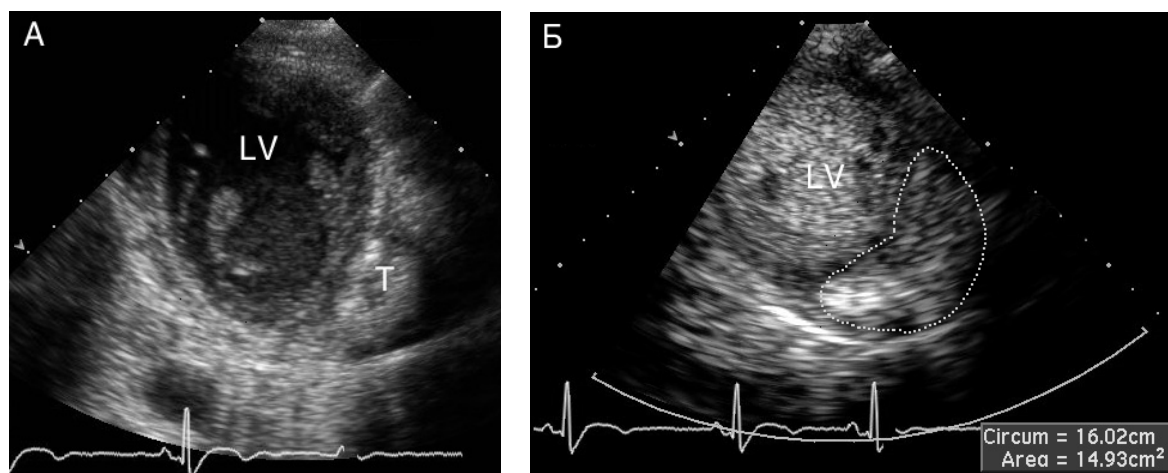 А
LV
T
Б
LV
Circum = 16.02cm
Area = 14.93cm²